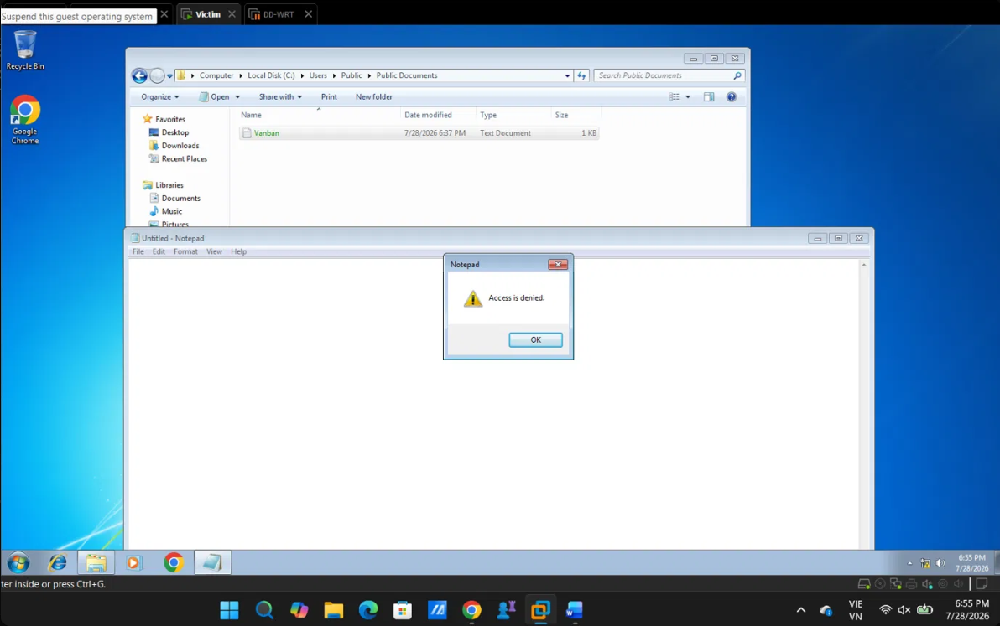 Suspend this guest operating system
Victim
DD-WRT
Recycle Bin
Google
Chrome
Computer Local Disk (C:) Users Public Public Documents
Search Public Documents
Organize Open Share with Print New folder
Name Date modified Type Size
Vanban 7/28/2026 6:37 PM Text Document 1 KB
Favorites
Desktop
Downloads
Recent Places
Libraries
Documents
Music
Pictures
Untitled - Notepad
File Edit Format View Help
Notepad
Access is denied.
OK
6:55 PM
7/28/2026
ter inside or press Ctrl+G.
VIE
VN
6:55 PM
7/28/2026